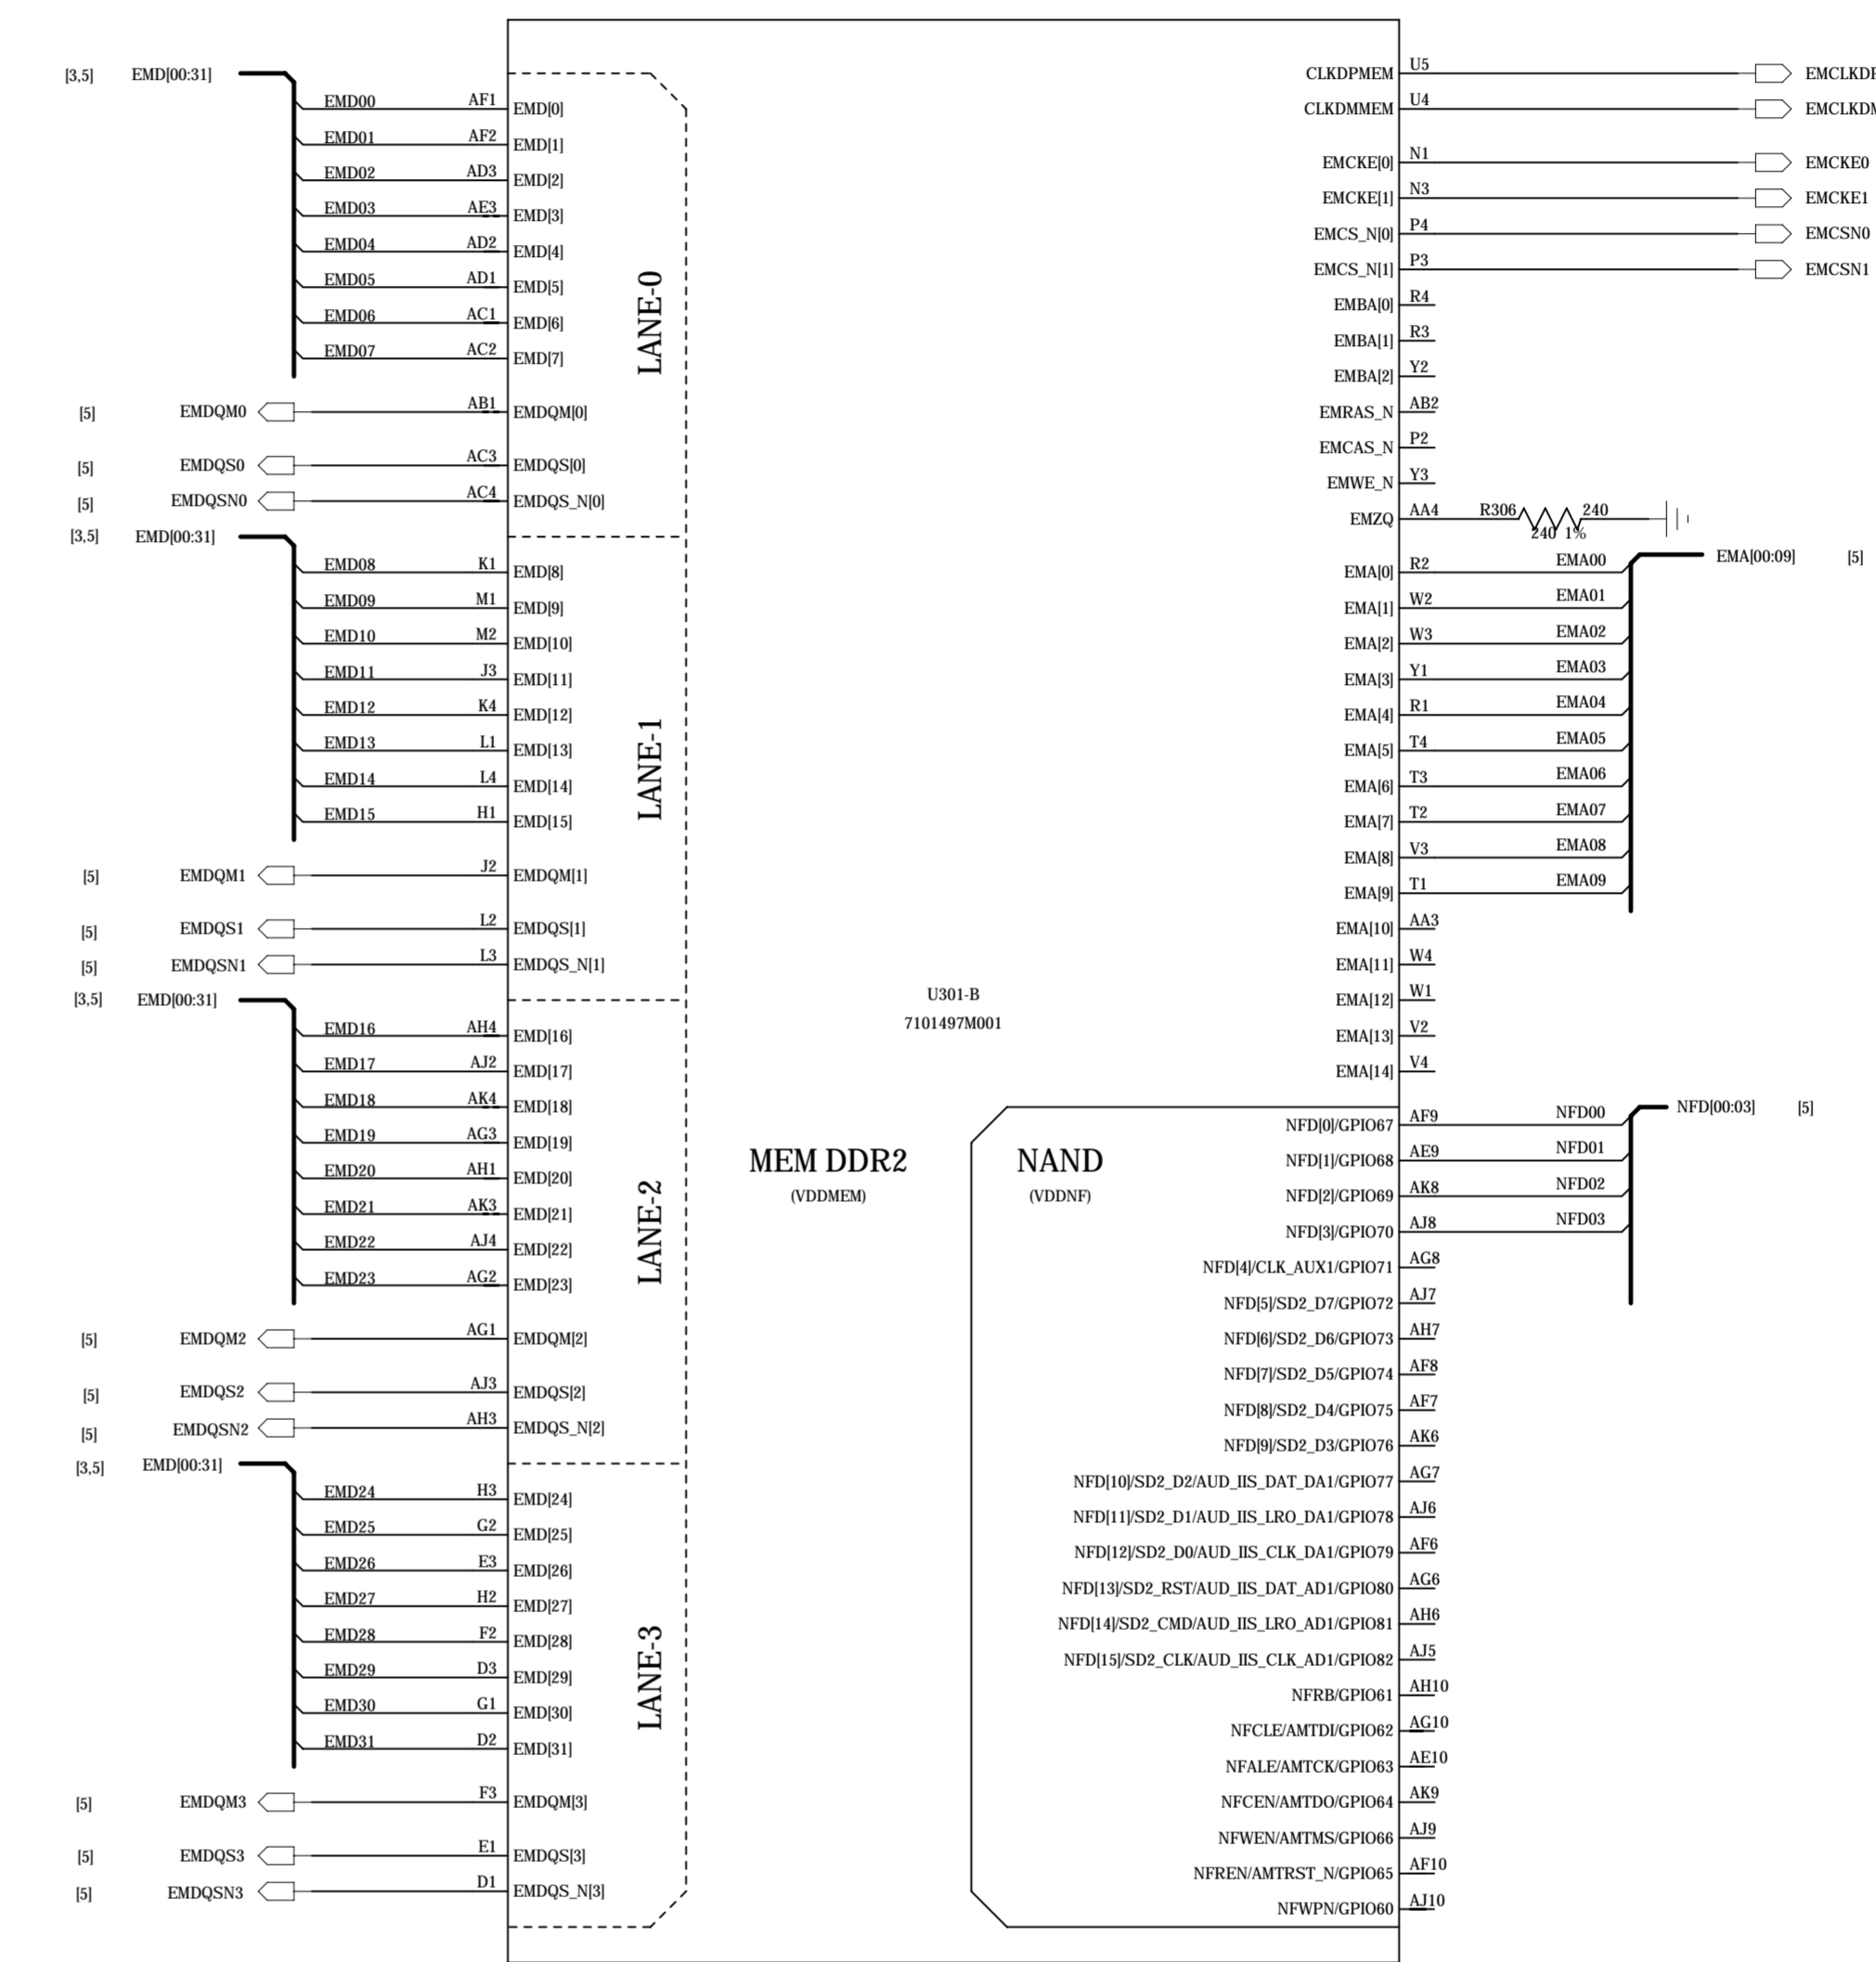 [3,5] EMD[00:31]
EMD00 AF1 EMD[0]
EMD01 AF2 EMD[1]
EMD02 AD3 EMD[2]
EMD03 AE3 EMD[3]
EMD04 AD2 EMD[4]
EMD05 AD1 EMD[5]
EMD06 AC1 EMD[6]
EMD07 AC2 EMD[7]
LANE-0
[5] EMDQM0 AB1 EMDQM[0]
[5] EMDQS0 AC3 EMDQS[0]
[5] EMDQSN0 AC4 EMDQS_N[0]
[3,5] EMD[00:31]
EMD08 K1 EMD[8]
EMD09 M1 EMD[9]
EMD10 M2 EMD[10]
EMD11 J3 EMD[11]
EMD12 K4 EMD[12]
EMD13 L1 EMD[13]
EMD14 L4 EMD[14]
EMD15 H1 EMD[15]
LANE-1
[5] EMDQM1 J2 EMDQM[1]
[5] EMDQS1 L2 EMDQS[1]
[5] EMDQSN1 L3 EMDQS_N[1]
[3,5] EMD[00:31]
EMD16 AH4 EMD[16]
EMD17 AJ2 EMD[17]
EMD18 AK4 EMD[18]
EMD19 AG3 EMD[19]
EMD20 AH1 EMD[20]
EMD21 AK3 EMD[21]
EMD22 AJ4 EMD[22]
EMD23 AG2 EMD[23]
LANE-2
[5] EMDQM2 AG1 EMDQM[2]
[5] EMDQS2 AJ3 EMDQS[2]
[5] EMDQSN2 AH3 EMDQS_N[2]
[3,5] EMD[00:31]
EMD24 H3 EMD[24]
EMD25 G2 EMD[25]
EMD26 E3 EMD[26]
EMD27 H2 EMD[27]
EMD28 F2 EMD[28]
EMD29 D3 EMD[29]
EMD30 G1 EMD[30]
EMD31 D2 EMD[31]
LANE-3
[5] EMDQM3 F3 EMDQM[3]
[5] EMDQS3 E1 EMDQS[3]
[5] EMDQSN3 D1 EMDQS_N[3]
U301-B
7101497M001
MEM DDR2
(VDDMEM)
NAND
(VDDNF)
CLKDPMEM U5
CLKDMMEM U4
EMCKE[0] N1 EMCKE0
EMCKE[1] N3 EMCKE1
EMCS_N[0] P4 EMCSN0
EMCS_N[1] P3 EMCSN1
EMBA[0] R4
EMBA[1] R3
EMBA[2] Y2
EMRAS_N AB2
EMCAS_N P2
EMWE_N Y3
EMZQ AA4 R306 240
240 1%
EMA[00:09] [5]
EMA[0] R2 EMA00
EMA[1] W2 EMA01
EMA[2] W3 EMA02
EMA[3] Y1 EMA03
EMA[4] R1 EMA04
EMA[5] T4 EMA05
EMA[6] T3 EMA06
EMA[7] T2 EMA07
EMA[8] V3 EMA08
EMA[9] T1 EMA09
EMA[10] AA3
EMA[11] W4
EMA[12] W1
EMA[13] V2
EMA[14] V4
NFD[00:03] [5]
NFD[0]/GPIO67 AF9 NFD00
NFD[1]/GPIO68 AE9 NFD01
NFD[2]/GPIO69 AK8 NFD02
NFD[3]/GPIO70 AJ8 NFD03
NFD[4]/CLK_AUX1/GPIO71 AG8
NFD[5]/SD2_D7/GPIO72 AJ7
NFD[6]/SD2_D6/GPIO73 AH7
NFD[7]/SD2_D5/GPIO74 AF8
NFD[8]/SD2_D4/GPIO75 AF7
NFD[9]/SD2_D3/GPIO76 AK6
NFD[10]/SD2_D2/AUD_IIS_DAT_DA1/GPIO77 AG7
NFD[11]/SD2_D1/AUD_IIS_LRO_DA1/GPIO78 AJ6
NFD[12]/SD2_D0/AUD_IIS_CLK_DA1/GPIO79 AF6
NFD[13]/SD2_RST/AUD_IIS_DAT_AD1/GPIO80 AG6
NFD[14]/SD2_CMD/AUD_IIS_LRO_AD1/GPIO81 AH6
NFD[15]/SD2_CLK/AUD_IIS_CLK_AD1/GPIO82 AJ5
NFRB/GPIO61 AH10
NFCLE/AMTDI/GPIO62 AG10
NFALE/AMTCK/GPIO63 AE10
NFCEN/AMTDO/GPIO64 AK9
NFWEN/AMTMS/GPIO66 AJ9
NFREN/AMTRST_N/GPIO65 AF10
NFWPN/GPIO60 AJ10